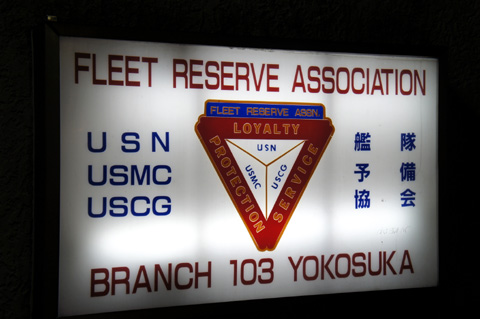 FLEET RESERVE ASSOCIATION
USN
USMC
USCG
FLEET RESERVE ASSN.
LOYALTY
PROTECTION
SERVICE
USN
USMC
USCG
艦 隊
予 備
協 会
BRANCH 103 YOKOSUKA